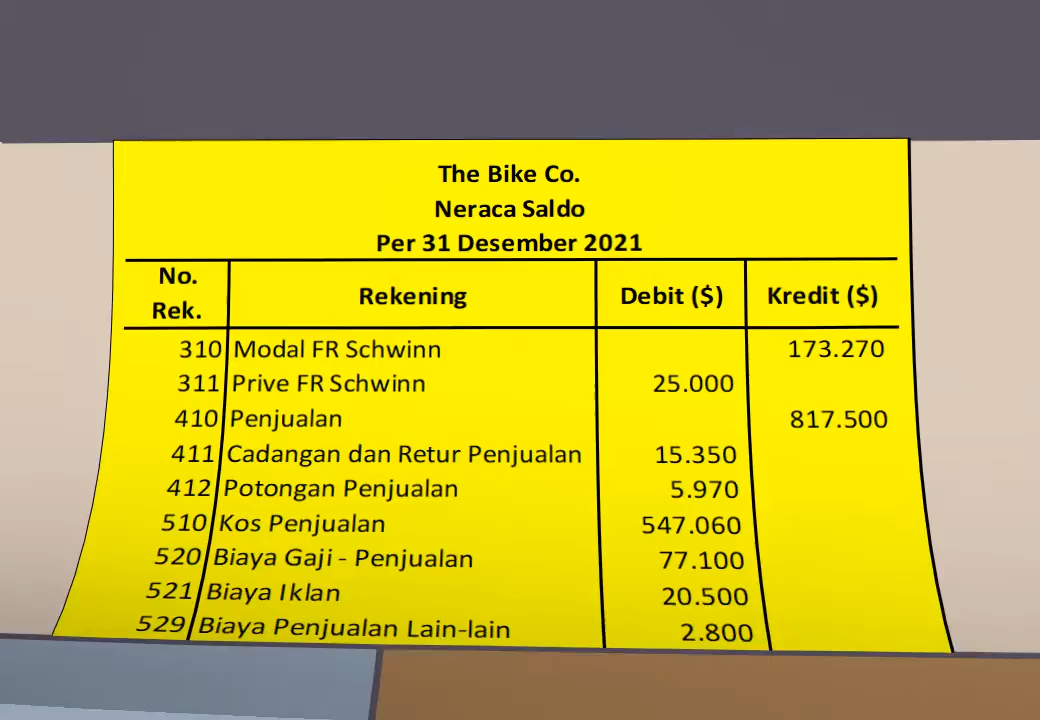 The Bike Co.
Neraca Saldo
Per 31 Desember 2021
No. Rek. Rekening Debit ($) Kredit ($)
310 Modal FR Schwinn 173.270
311 Prive FR Schwinn 25.000
410 Penjualan 817.500
411 Cadangan dan Retur Penjualan 15.350
412 Potongan Penjualan 5.970
510 Kos Penjualan 547.060
520 Biaya Gaji - Penjualan 77.100
521 Biaya Iklan 20.500
529 Biaya Penjualan Lain-lain 2.800